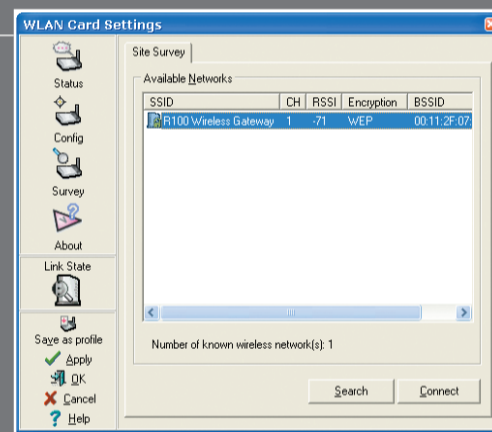 WLAN Card Settings
Status
Config
Survey
About
Link State
Save as profile
Apply
OK
Cancel
Help
Site Survey
Available Networks
SSID CH RSSI Encryption BSSID
R100 Wireless Gateway 1 -71 WEP 00:11:2F:07:
Number of known wireless network(s): 1
Search Connect